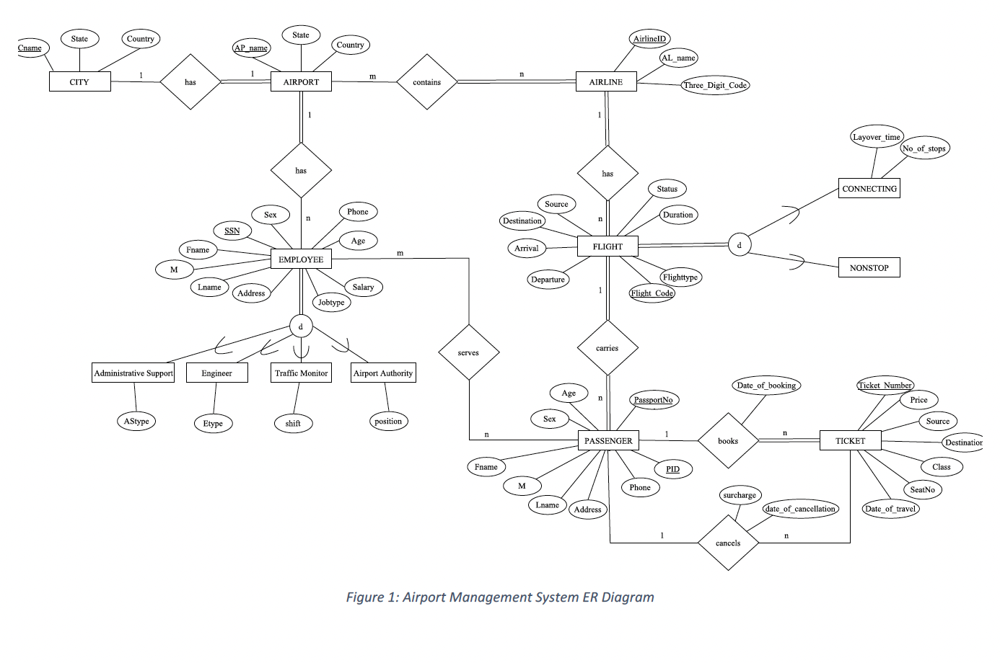 Cname
State
Country
AP_name
State
Country
AirlineID
AL_name
Three_Digit_Code
CITY
1
has
1
AIRPORT
m
contains
n
AIRLINE
1
1
has
has
Layover_time
No_of_stops
CONNECTING
n
Sex
Phone
SSN
Age
Fname
EMPLOYEE
M
Lname
Address
Jobtype
Salary
m
n
Source
Status
Destination
Duration
Arrival
FLIGHT
Departure
Flighttype
Flight_Code
d
NONSTOP
1
d
serves
carries
Administrative Support
Engineer
Traffic Monitor
Airport Authority
AStype
Etype
shift
position
n
n
Age
PassportNo
Sex
PASSENGER
Fname
M
Lname
Address
Phone
PID
1
Date_of_booking
books
n
Ticket_Number
Price
Source
TICKET
Destination
Class
SeatNo
Date_of_travel
surcharge
date_of_cancellation
1
cancels
n
Figure 1: Airport Management System ER Diagram